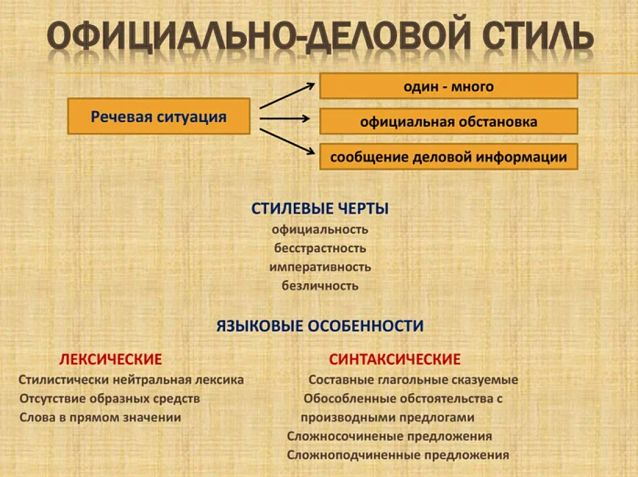 ОФИЦИАЛЬНО-ДЕЛОВОЙ СТИЛЬ
Речевая ситуация
один - много
официальная обстановка
сообщение деловой информации
СТИЛЕВЫЕ ЧЕРТЫ
официальность
бесстрастность
императивность
безличность
ЯЗЫКОВЫЕ ОСОБЕННОСТИ
ЛЕКСИЧЕСКИЕ
Стилистически нейтральная лексика
Отсутствие образных средств
Слова в прямом значении
СИНТАКСИЧЕСКИЕ
Составные глагольные сказуемые
Обособленные обстоятельства с
производными предлогами
Сложносочиненые предложения
Сложноподчиненные предложения